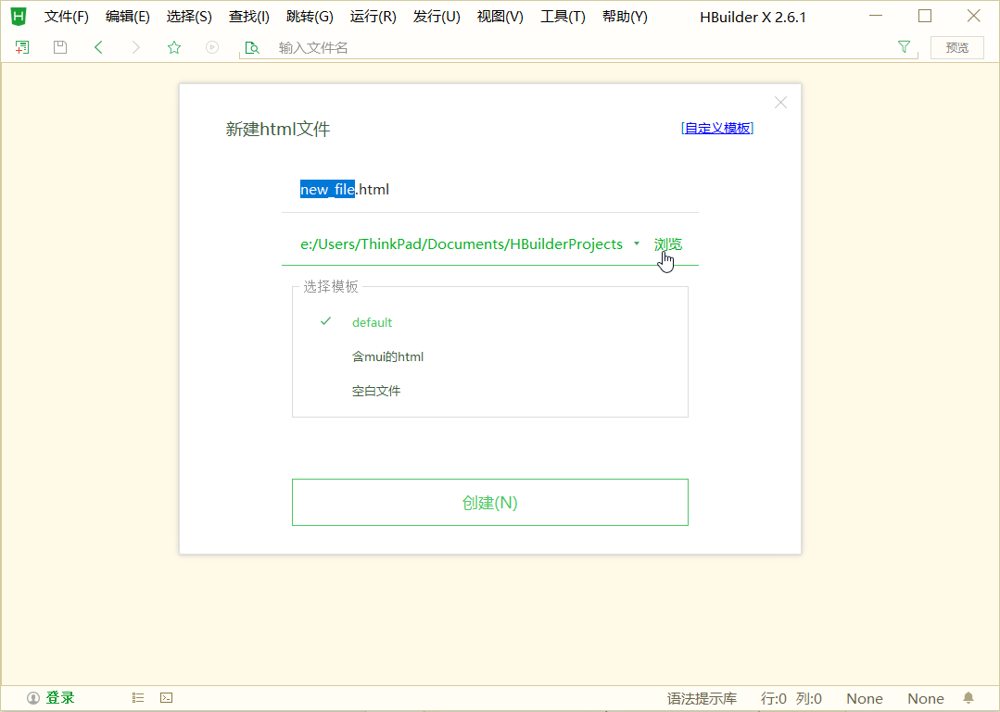 H 文件(F) 编辑(E) 选择(S) 查找(I) 跳转(G) 运行(R) 发行(U) 视图(V) 工具(T) 帮助(Y) HBuilder X 2.6.1
输入文件名 预览
新建html文件 [自定义模板]
new_file.html
e:/Users/ThinkPad/Documents/HBuilderProjects 浏览
选择模板
default
含mui的html
空白文件
创建(N)
登录 语法提示库 行:0 列:0 None None